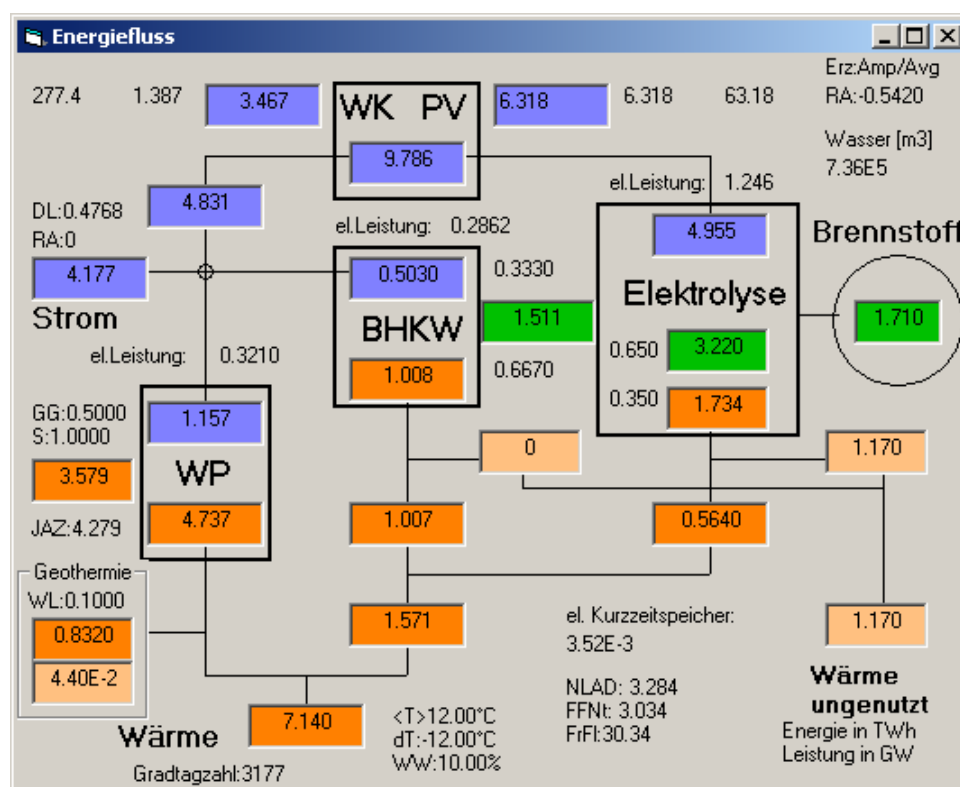 Energiefluss
Erz:Amp/Avg
277.4 1.387 3.467 WK PV 6.318 6.318 63.18 RA:-0.5420
Wasser [m3]
9.786 7.36E5
el.Leistung: 1.246
4.831
DL:0.4768 el.Leistung: 0.2862 4.955 Brennstoff
RA:0
4.177 0.5030 0.3330
Elektrolyse
Strom BHKW 1.511 1.710
el.Leistung: 0.3210 0.650 3.220
1.008 0.6670
0.350 1.734
GG:0.5000 1.157
S:1.0000
WP 0 1.170
3.579
JAZ:4.279 4.737 1.007 0.5640
Geothermie
WL:0.1000
0.8320 1.571 el. Kurzzeitspeicher: 1.170
3.52E-3
4.40E-2 Wärme
NLAD: 3.284 ungenutzt
FFNt: 3.034
FrFl:30.34
Wärme 7.140 <T>12.00°C Energie in TWh
dT:-12.00°C Leistung in GW
Gradtagzahl:3177 WW:10.00%